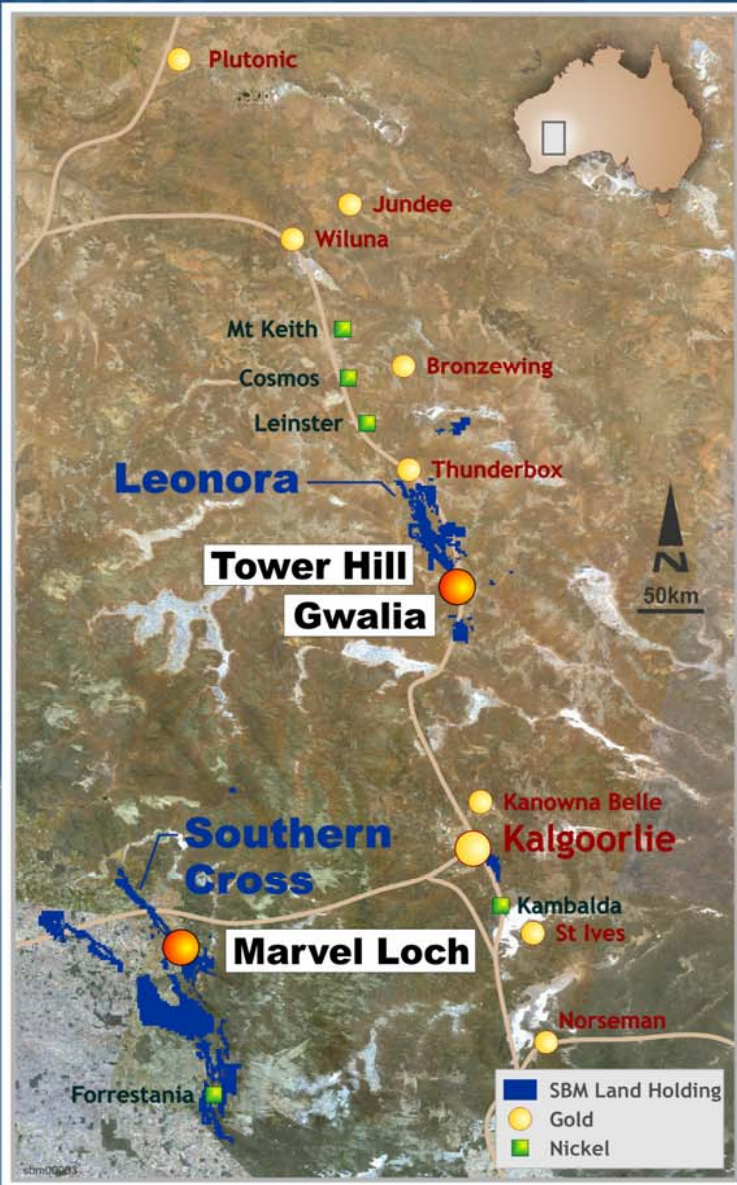 Plutonic
Jundee
Wiluna
Mt Keith
Bronzewing
Cosmos
Leinster
Thunderbox
Leonora
Tower Hill
Gwalia
N
50km
Kanowna Belle
Kalgoorlie
Southern
Cross
Kambalda
St Ives
Marvel Loch
Norseman
Forrestania
SBM Land Holding
Gold
Nickel
sbm00003